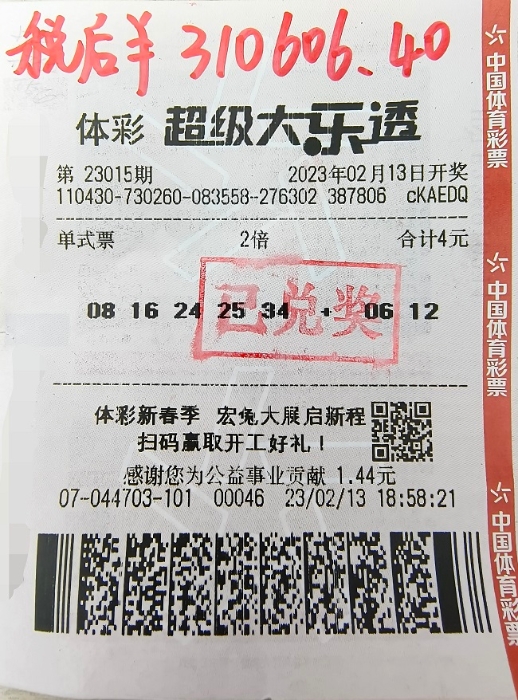 税后¥310606.40
体彩 超级大乐透
第 23015期 2023年02月13日开奖
110430-730260-083558-276302 387806 cKAEDQ
单式票 2倍 合计4元
08 16 24 25 34 + 06 12
已兑奖
体彩新春季 宏兔大展启新程
扫码赢取开工好礼！
感谢您为公益事业贡献 1.44元
07-044703-101 00046 23/02/13 18:58:21
中国体育彩票
中国体育彩票
中国体育彩票